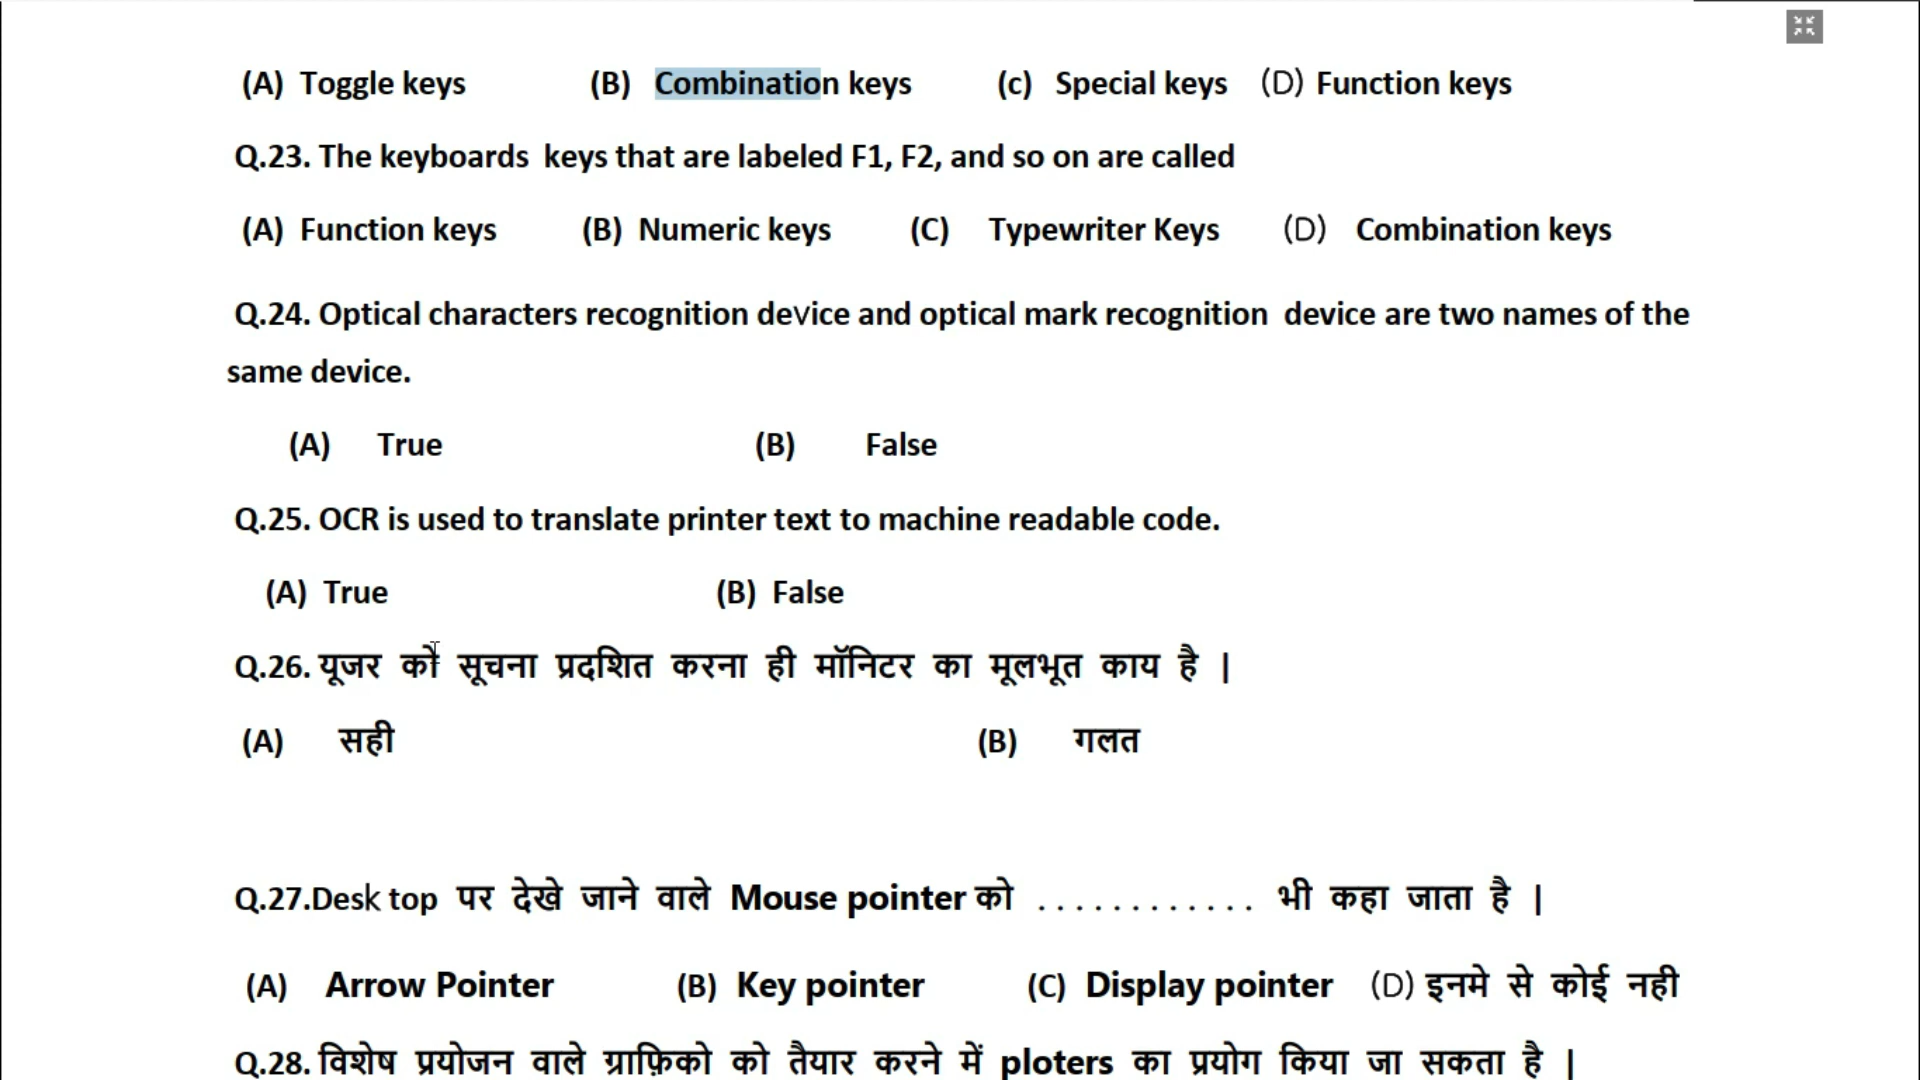 (A) Toggle keys (B) Combination keys (c) Special keys (D) Function keys
Q.23. The keyboards keys that are labeled F1, F2, and so on are called
(A) Function keys (B) Numeric keys (C) Typewriter Keys (D) Combination keys
Q.24. Optical characters recognition device and optical mark recognition device are two names of the
same device.
(A) True (B) False
Q.25. OCR is used to translate printer text to machine readable code.
(A) True (B) False
Q.26. यूजर को सूचना प्रदशित करना ही मॉनिटर का मूलभूत काय है |
(A) सही (B) गलत
Q.27.Desk top पर देखे जाने वाले Mouse pointer को ............ भी कहा जाता है |
(A) Arrow Pointer (B) Key pointer (C) Display pointer (D) इनमे से कोई नही
Q.28. विशेष प्रयोजन वाले ग्राफ़िको को तैयार करने में ploters का प्रयोग किया जा सकता है |